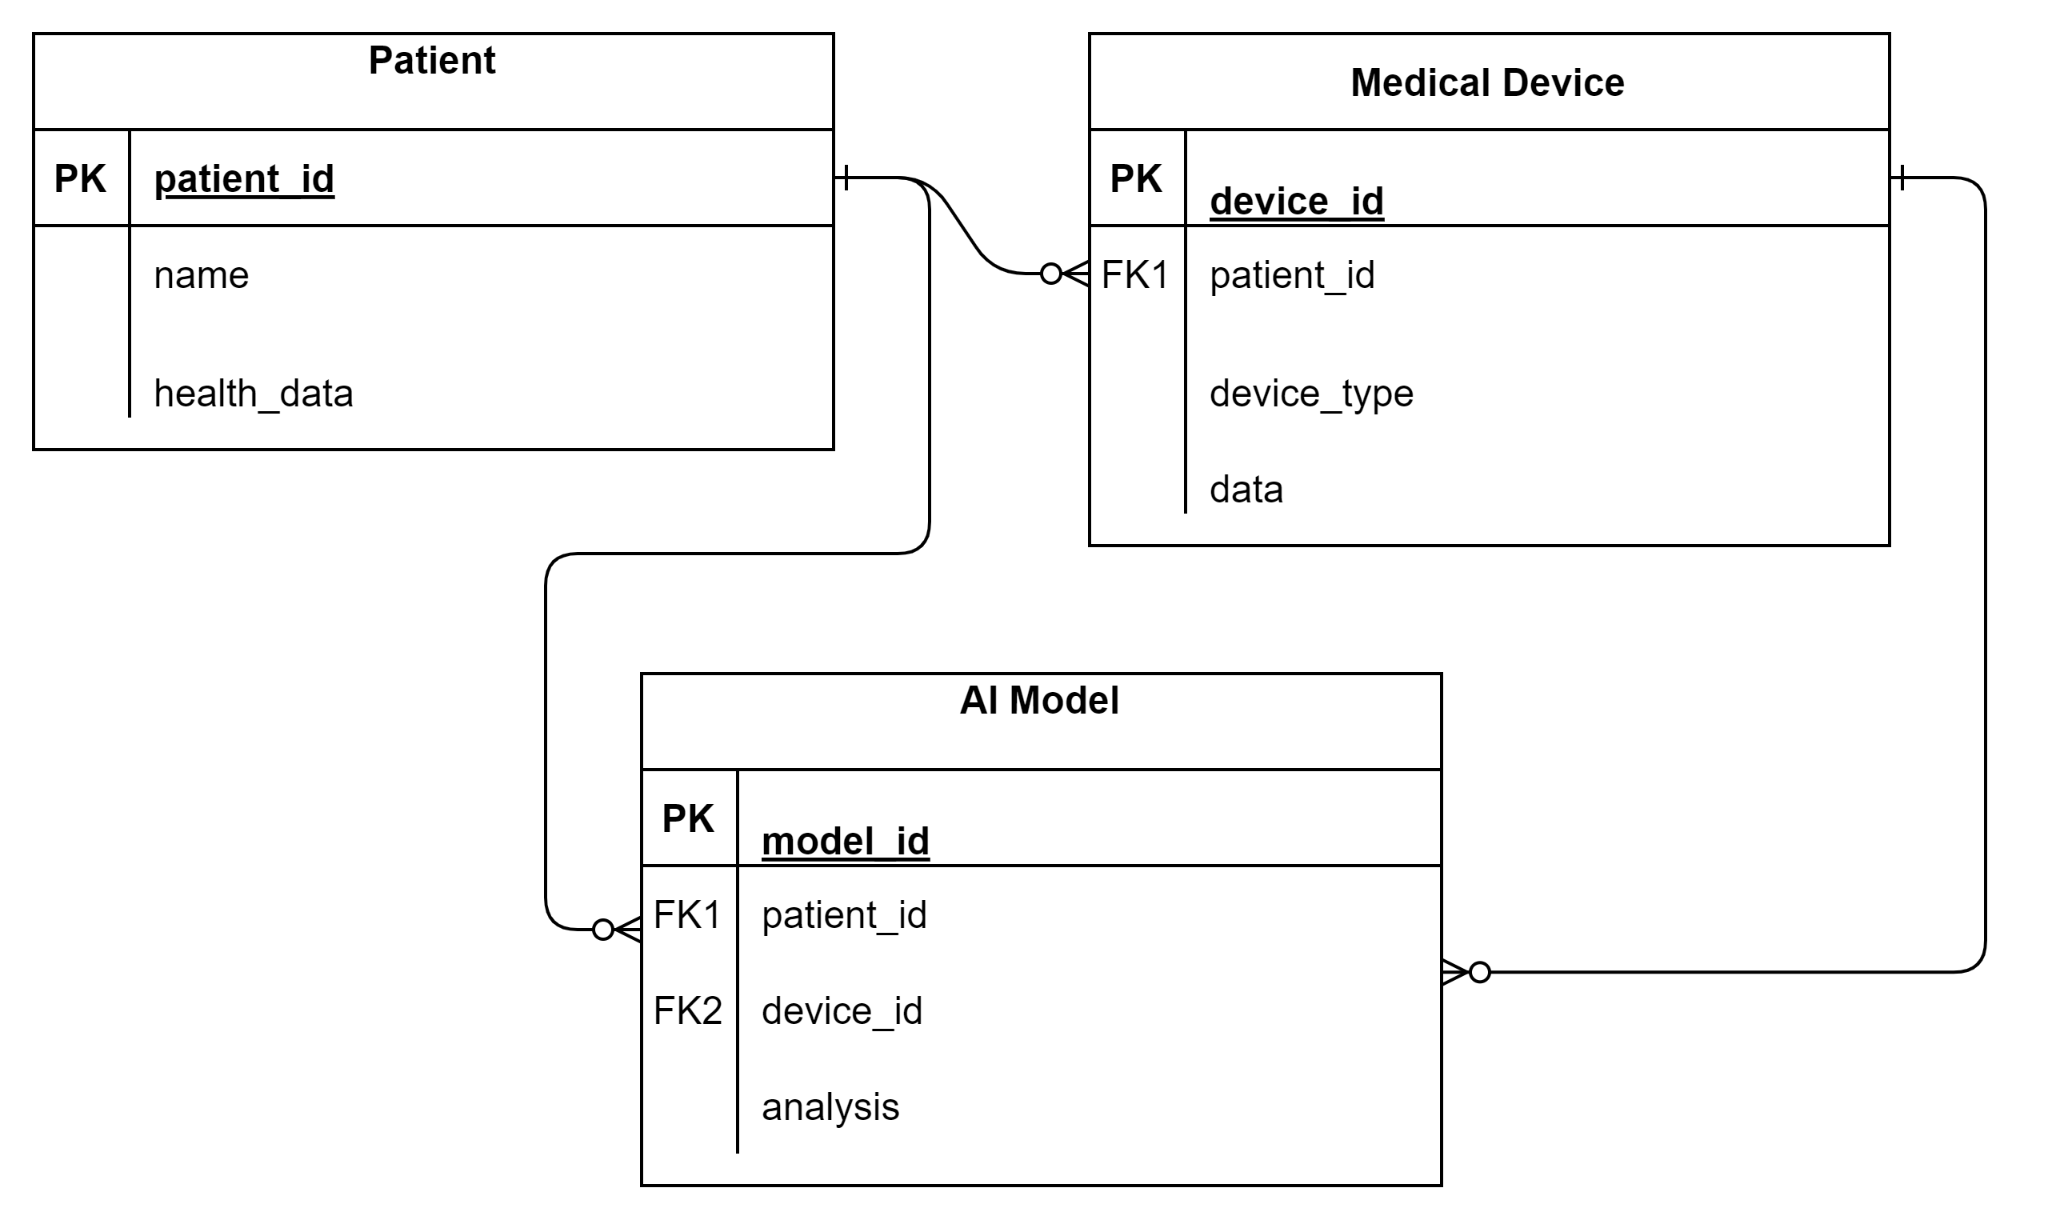 Patient
PK patient_id
name
health_data
Medical Device
PK device_id
FK1 patient_id
device_type
data
AI Model
PK model_id
FK1 patient_id
FK2 device_id
analysis